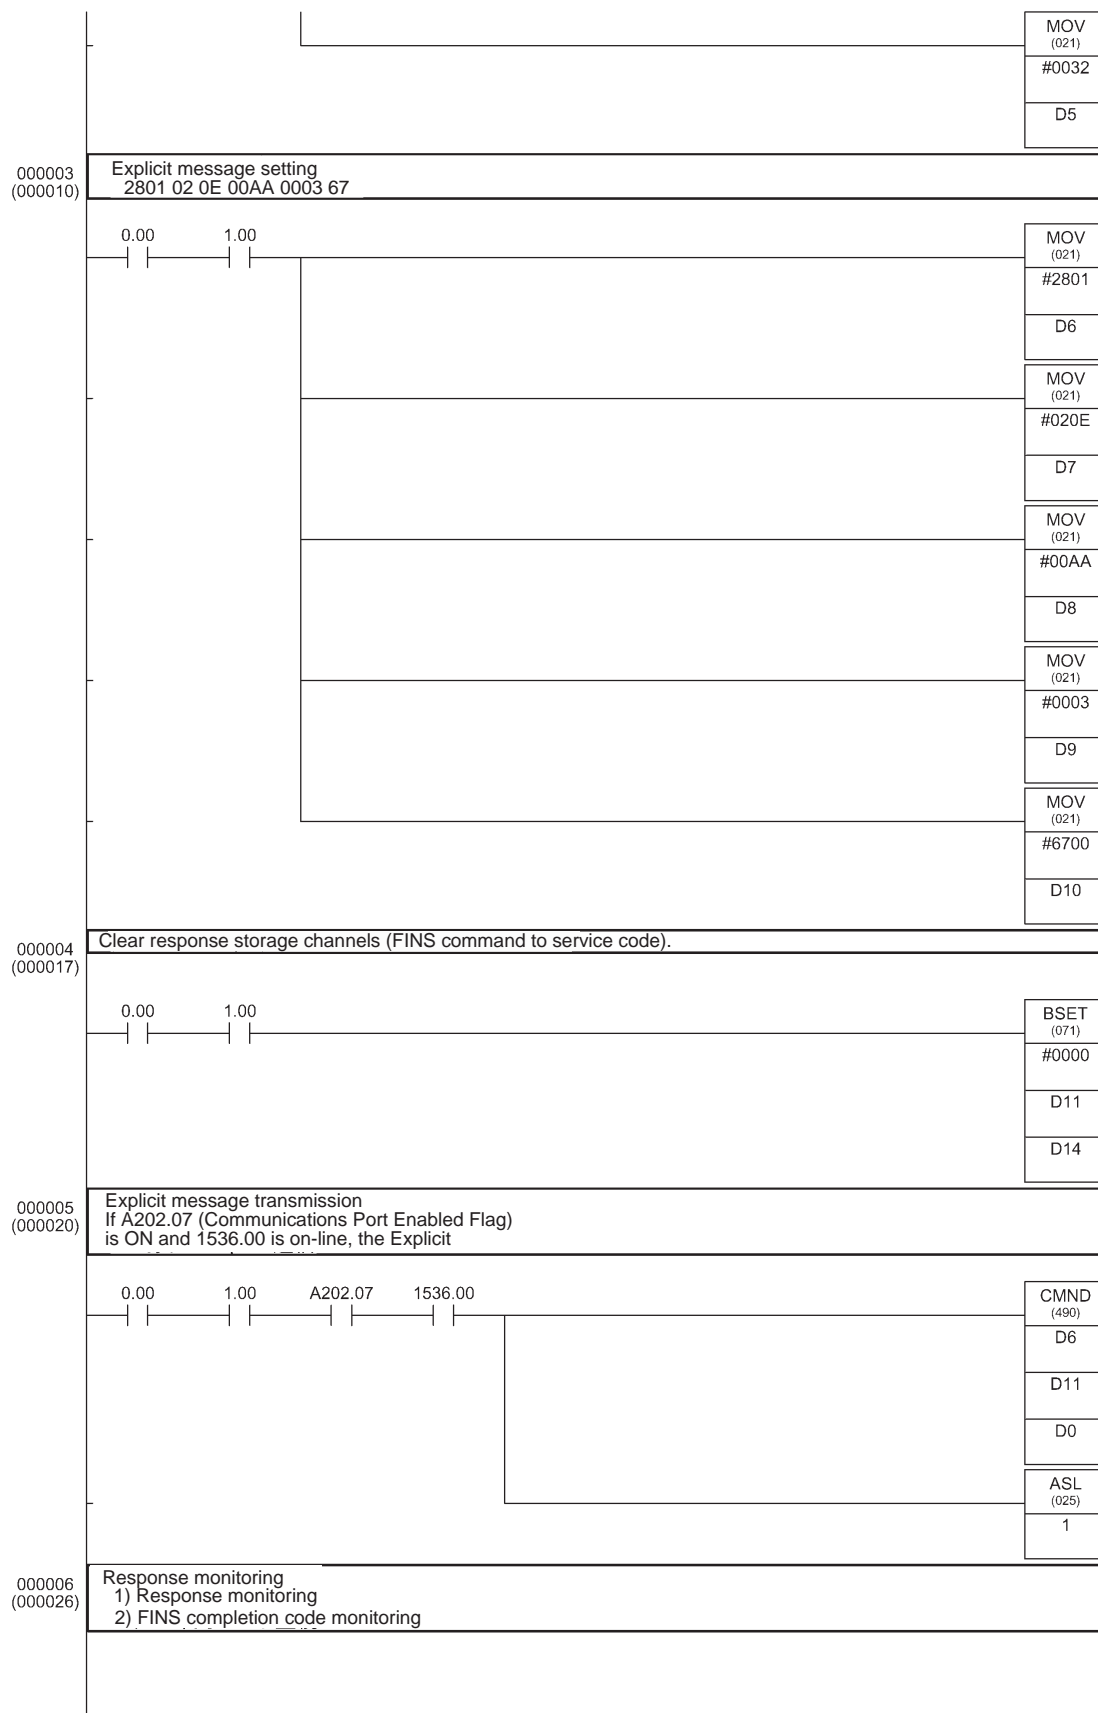 MOV
(021)
#0032
D5
000003
(000010)
Explicit message setting
2801 02 0E 00AA 0003 67
0.00 1.00
MOV
(021)
#2801
D6
MOV
(021)
#020E
D7
MOV
(021)
#00AA
D8
MOV
(021)
#0003
D9
MOV
(021)
#6700
D10
000004
(000017)
Clear response storage channels (FINS command to service code).
0.00 1.00
BSET
(071)
#0000
D11
D14
000005
(000020)
Explicit message transmission
If A202.07 (Communications Port Enabled Flag)
is ON and 1536.00 is on-line, the Explicit
0.00 1.00 A202.07 1536.00
CMND
(490)
D6
D11
D0
ASL
(025)
1
000006
(000026)
Response monitoring
1) Response monitoring
2) FINS completion code monitoring